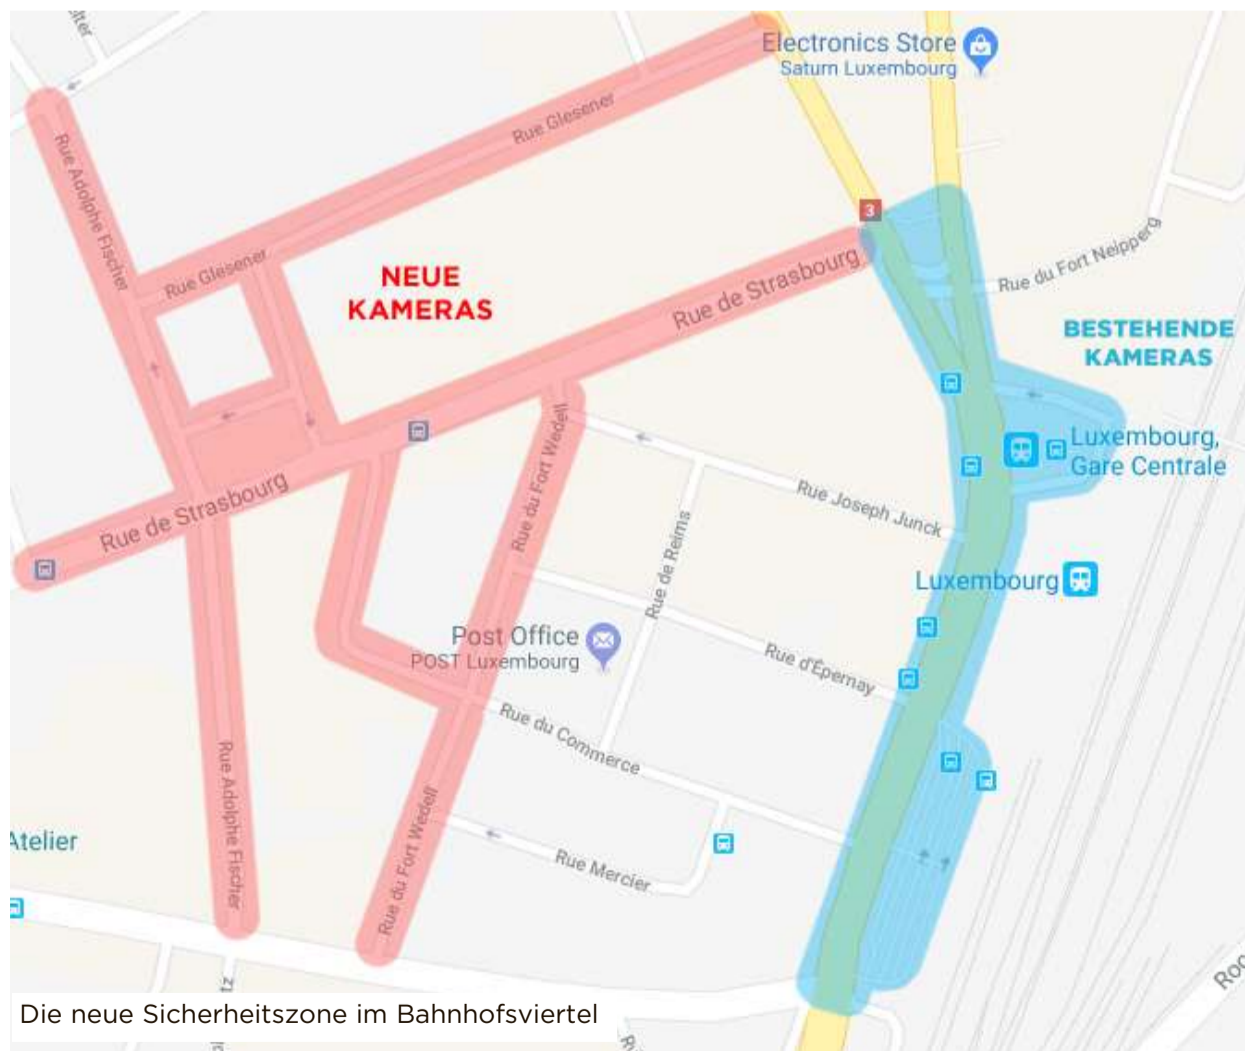 Electronics Store
Saturn Luxembourg
Rue Glesener
Rue Adolphe Fischer
3
Rue du Fort Neipperg
Rue Glesener
NEUE
KAMERAS
Rue de Strasbourg
BESTEHENDE
KAMERAS
Luxembourg,
Gare Centrale
Rue du Fort Wedell
Rue de Strasbourg
Rue Joseph Junck
Rue de Reims
Luxembourg
Post Office
POST Luxembourg
Rue d'Épernay
Rue du Commerce
Rue Adolphe Fischer
Rue du Fort Wedell
Atelier
Rue Mercier
Die neue Sicherheitszone im Bahnhofsviertel